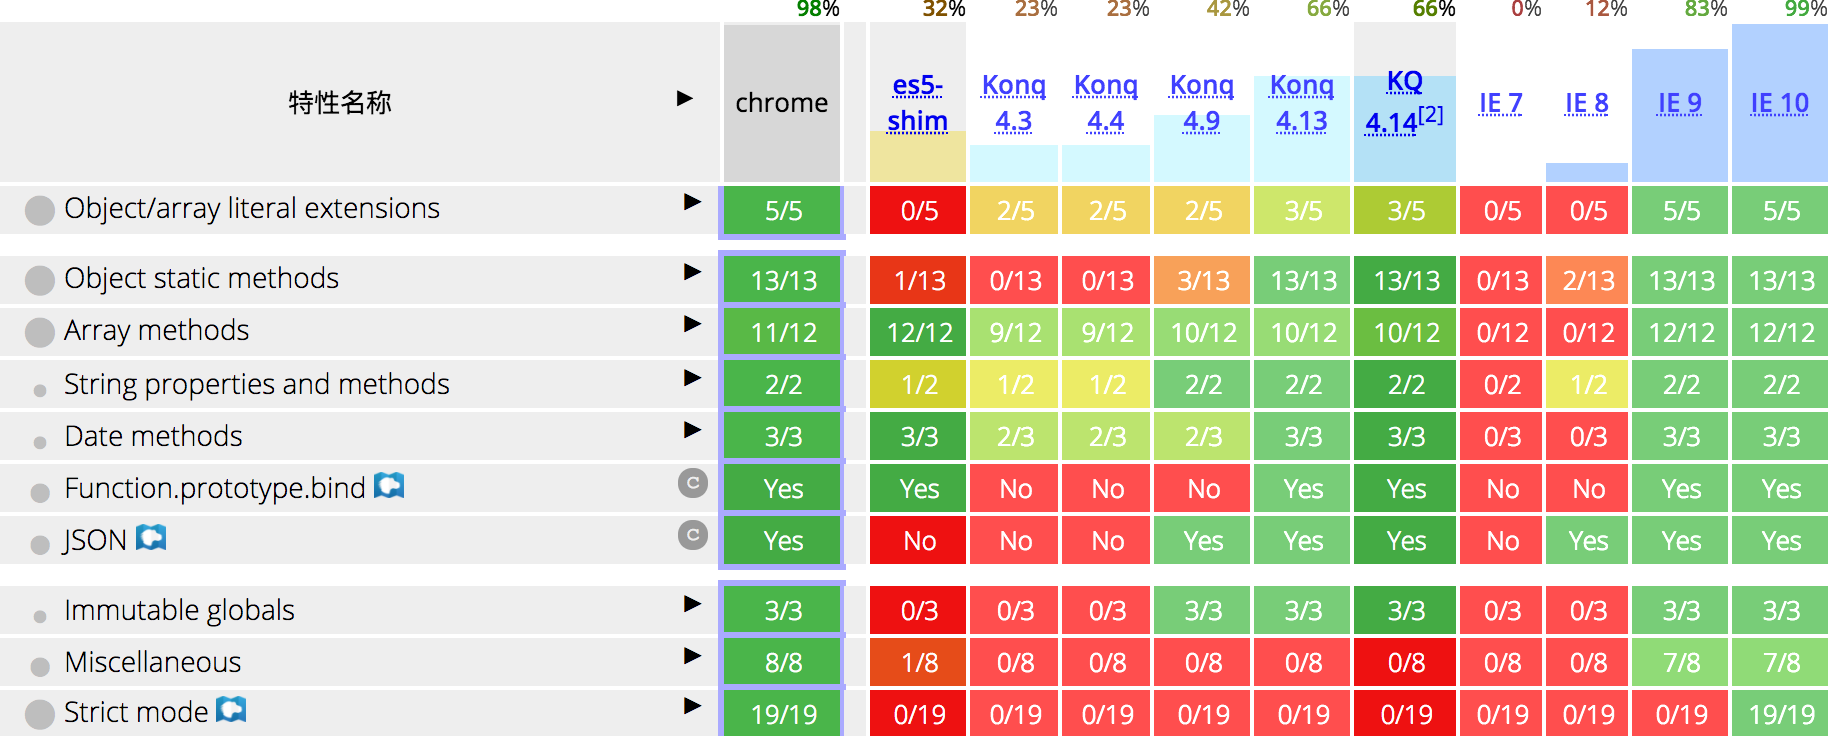 98% 32% 23% 23% 42% 66% 66% 0% 12% 83% 99%
特性名称 ▶ chrome es5-shim Konq 4.3 Konq 4.4 Konq 4.9 Konq 4.13 KQ 4.14[2] IE 7 IE 8 IE 9 IE 10
Object/array literal extensions ▶ 5/5 0/5 2/5 2/5 2/5 3/5 3/5 0/5 0/5 5/5 5/5
Object static methods ▶ 13/13 1/13 0/13 0/13 3/13 13/13 13/13 0/13 2/13 13/13 13/13
Array methods ▶ 11/12 12/12 9/12 9/12 10/12 10/12 10/12 0/12 0/12 12/12 12/12
String properties and methods ▶ 2/2 1/2 1/2 1/2 2/2 2/2 2/2 0/2 1/2 2/2 2/2
Date methods ▶ 3/3 3/3 2/3 2/3 2/3 3/3 3/3 0/3 0/3 3/3 3/3
Function.prototype.bind C Yes Yes No No No Yes Yes No No Yes Yes
JSON C Yes No No No Yes Yes Yes No Yes Yes Yes
Immutable globals ▶ 3/3 0/3 0/3 0/3 3/3 3/3 3/3 0/3 0/3 3/3 3/3
Miscellaneous ▶ 8/8 1/8 0/8 0/8 0/8 0/8 0/8 0/8 0/8 7/8 7/8
Strict mode ▶ 19/19 0/19 0/19 0/19 0/19 0/19 0/19 0/19 0/19 0/19 19/19